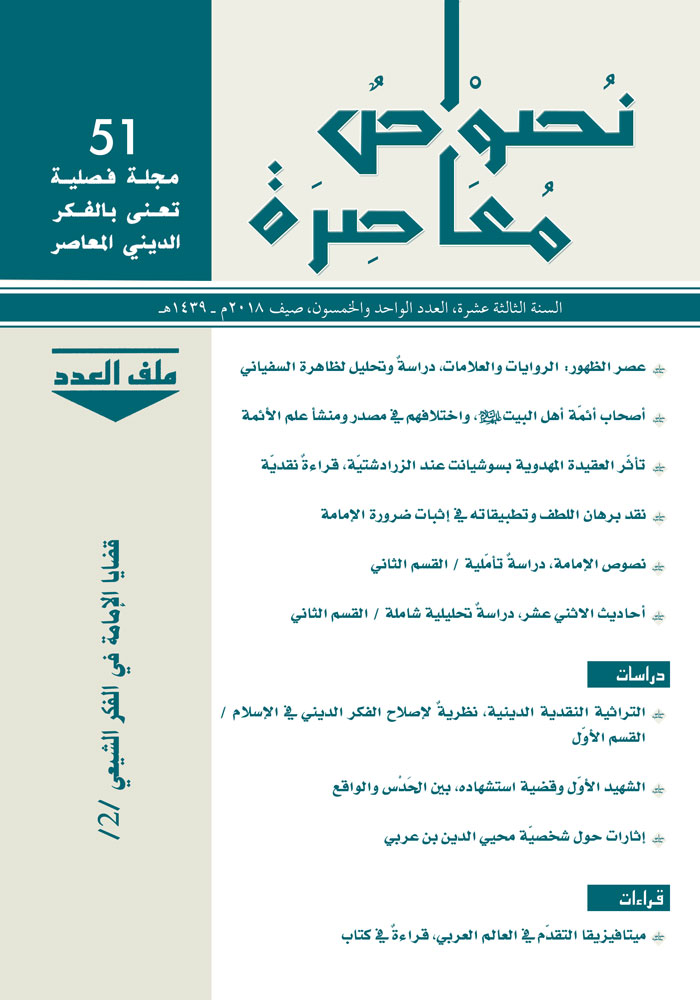 نُصوْصٌ
مُعَاصِرَة
51
مجلة فصلية
تعنى بالفكر
الديني المعاصر
السنة الثالثة عشرة، العدد الواحد والخمسون، صيف ٢٠١٨م ـ ١٤٣٩هـ
ملف العدد
قضايا الإمامة في الفكر الشيعي /2/
عصر الظهور: الروايات والعلامات، دراسةٌ وتحليل لظاهرة السفياني
أصحاب أئمّة أهل البيت، واختلافهم في مصدر ومنشأ علم الأئمة
تأثّر العقيدة المهدوية بسوشيانت عند الزرادشتيّة، قراءةٌ نقديّة
نقد برهان اللطف وتطبيقاته في إثبات ضرورة الإمامة
نصوص الإمامة، دراسةٌ تأمّلية / القسم الثاني
أحاديث الاثني عشر، دراسةٌ تحليلية شاملة / القسم الثاني
دراسات
التراثية النقدية الدينية، نظريةٌ لإصلاح الفكر الديني في الإسلام /
القسم الأوّل
الشهيد الأوّل وقضية استشهاده، بين الحَدْس والواقع
إثارات حول شخصيّة محيي الدين بن عربي
قراءات
ميتافيزيقا التقدّم في العالم العربي، قراءةٌ في كتاب